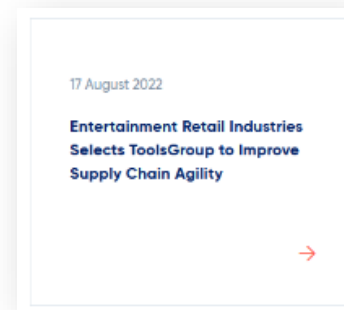 17 August 2022
Entertainment Retail Industries
Selects ToolsGroup to Improve
Supply Chain Agility